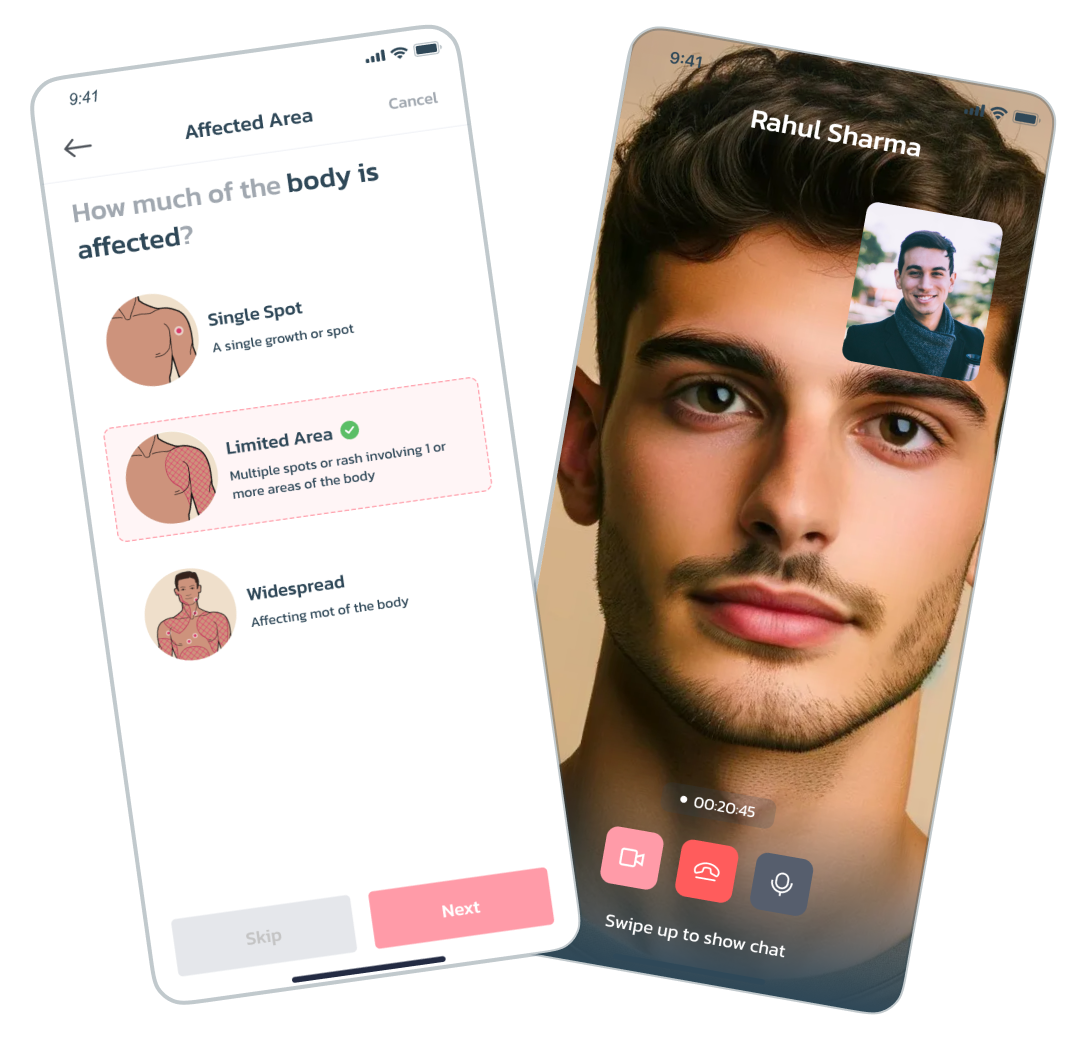 9:41
Affected Area
Cancel
How much of the body is
affected?
Single Spot
A single growth or spot
Limited Area
Multiple spots or rash involving 1 or
more areas of the body
Widespread
Affecting mot of the body
Skip
Next
9:41
Rahul Sharma
00:20:45
Swipe up to show chat